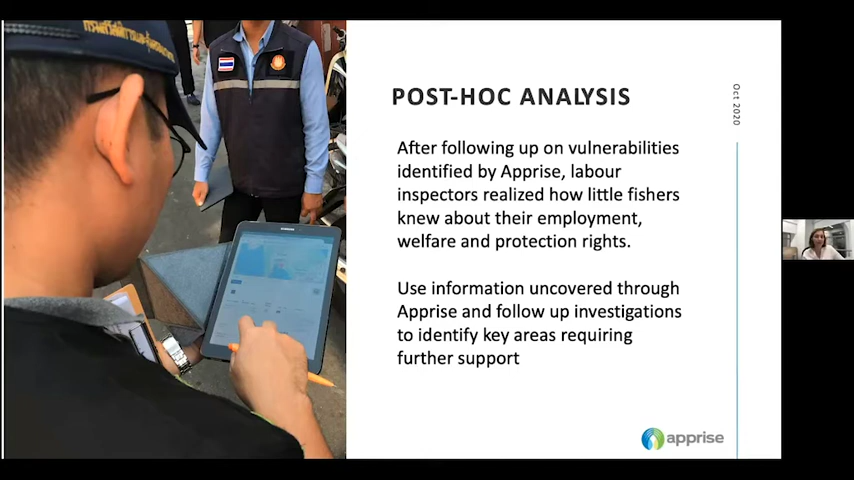 POST-HOC ANALYSIS
Oct 2020
After following up on vulnerabilities
identified by Apprise, labour
inspectors realized how little fishers
knew about their employment,
welfare and protection rights.
Use information uncovered through
Apprise and follow up investigations
to identify key areas requiring
further support
apprise
SAMSUNG